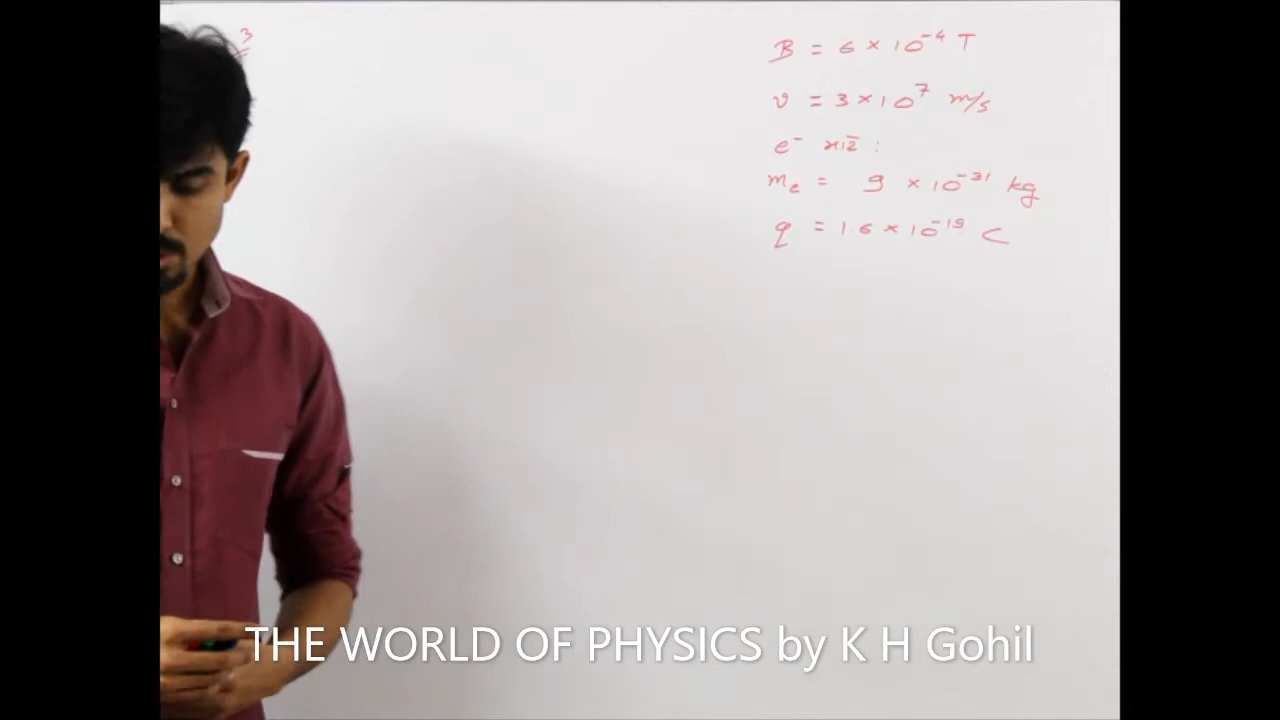 3
B = 6 × 10⁻⁴ T
v = 3 × 10⁷ m/s
e⁻ માટે :
mₑ = 9 × 10⁻³¹ kg
q = 1.6 × 10⁻¹⁹ C
THE WORLD OF PHYSICS by K H Gohil